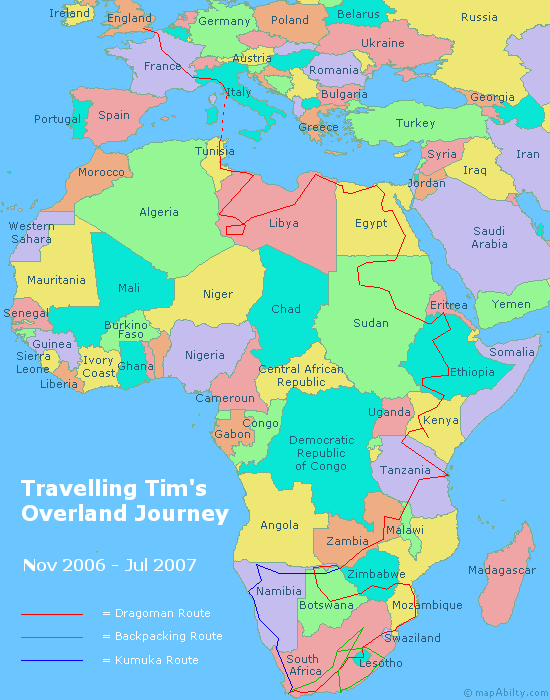 Ireland
England
Germany
Poland
Belarus
Russia
France
Austria
Ukraine
Romania
Italy
Bulgaria
Georgia
Portugal
Spain
Greece
Turkey
Tunisia
Syria
Iran
Morocco
Jordan
Iraq
Algeria
Libya
Egypt
Saudi
Arabia
Western
Sahara
Mauritania
Mali
Niger
Chad
Sudan
Eritrea
Yemen
Senegal
Burkino
Faso
Guinea
Sierra
Leone
Liberia
Ivory
Coast
Ghana
Nigeria
Central African
Republic
Ethiopia
Somalia
Cameroun
Gabon
Congo
Uganda
Kenya
Democratic
Republic
of Congo
Tanzania
Travelling Tim's
Overland Journey
Angola
Zambia
Malawi
Nov 2006 - Jul 2007
Zimbabwe
Madagascar
Namibia
Botswana
Mozambique
= Dragoman Route
= Backpacking Route
= Kumuka Route
Swaziland
South
Africa
Lesotho
© mapAbility.com